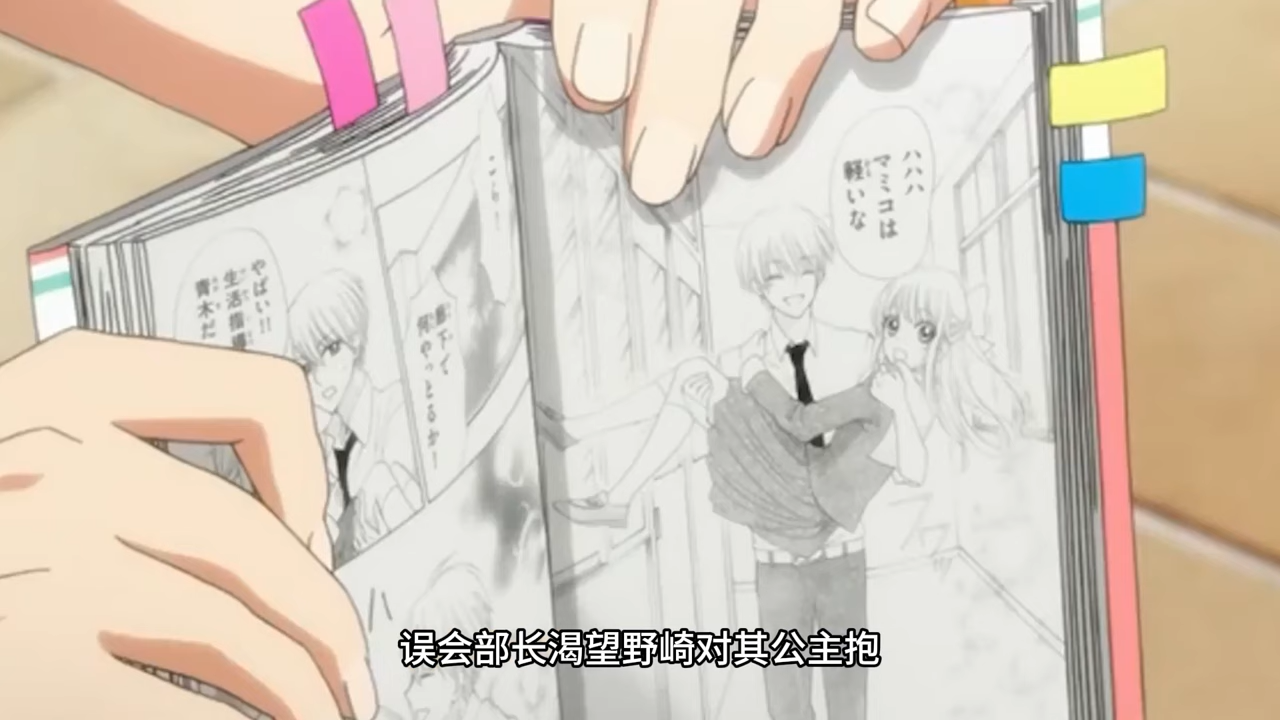 ハハハ
マミコは
軽いな
廊下で
何やっとるかー
やばい!!
生活指導
青木だ
誤会部长渴望野崎对其公主抱